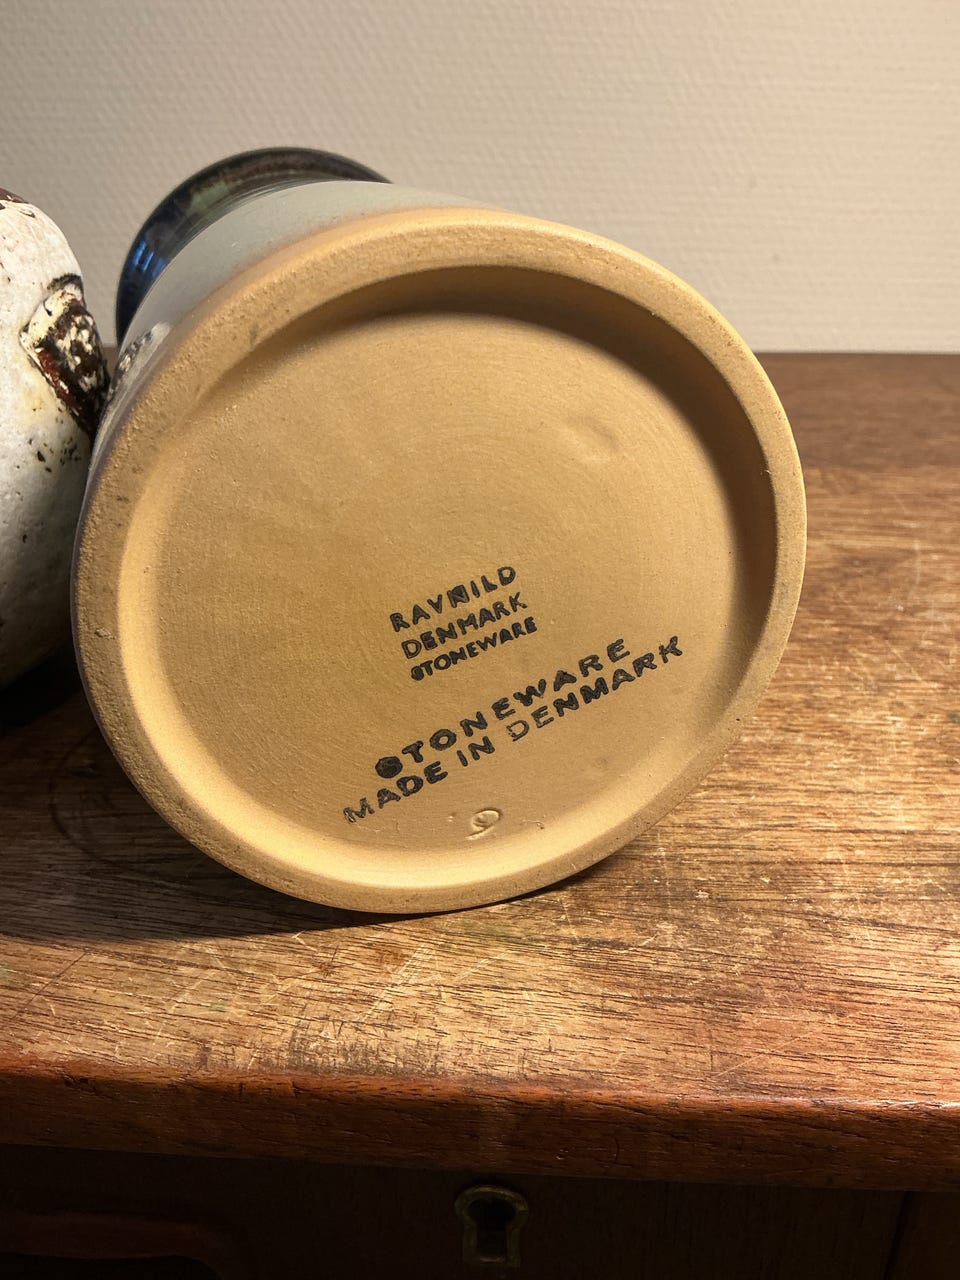 RAVNILD
DENMARK
STONEWARE
STONEWARE
MADE IN DENMARK
9